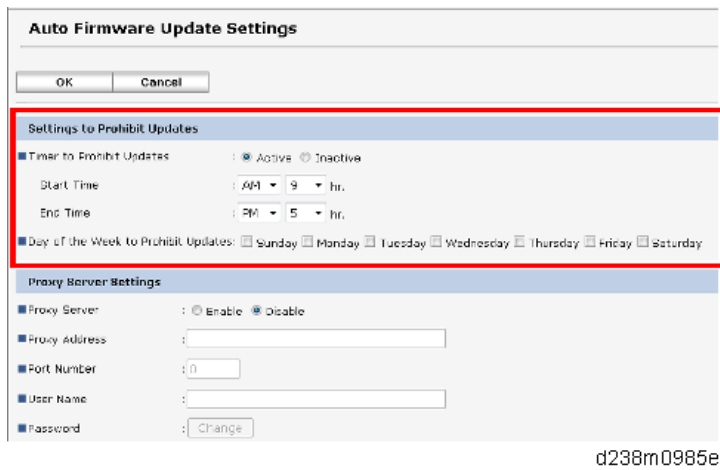 Auto Firmware Update Settings
OK Cancel
Settings to Prohibit Updates
Timer to Prohibit Updates : Active Inactive
Start Time : AM 9 hr.
End Time : PM 5 hr.
Day of the Week to Prohibit Updates: Sunday Monday Tuesday Wednesday Thursday Friday Saturday
Proxy Server Settings
Proxy Server : Enable Disable
Proxy Address :
Port Number : 0
User Name :
Password : Change
d238m0985e